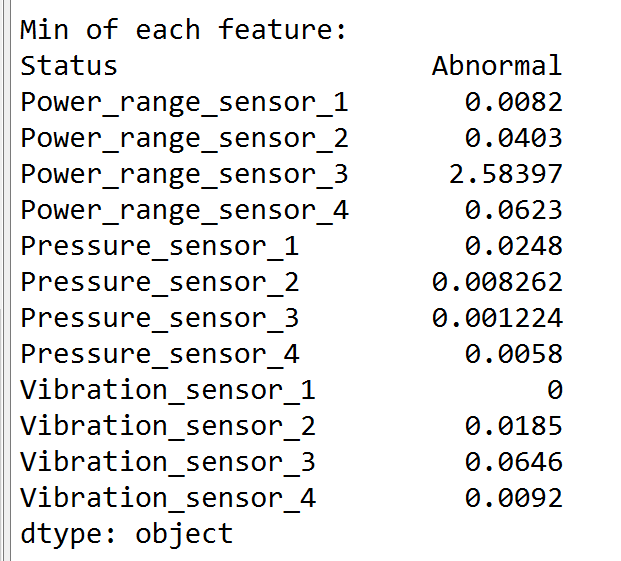 Min of each feature:
Status Abnormal
Power_range_sensor_1 0.0082
Power_range_sensor_2 0.0403
Power_range_sensor_3 2.58397
Power_range_sensor_4 0.0623
Pressure_sensor_1 0.0248
Pressure_sensor_2 0.008262
Pressure_sensor_3 0.001224
Pressure_sensor_4 0.0058
Vibration_sensor_1 0
Vibration_sensor_2 0.0185
Vibration_sensor_3 0.0646
Vibration_sensor_4 0.0092
dtype: object